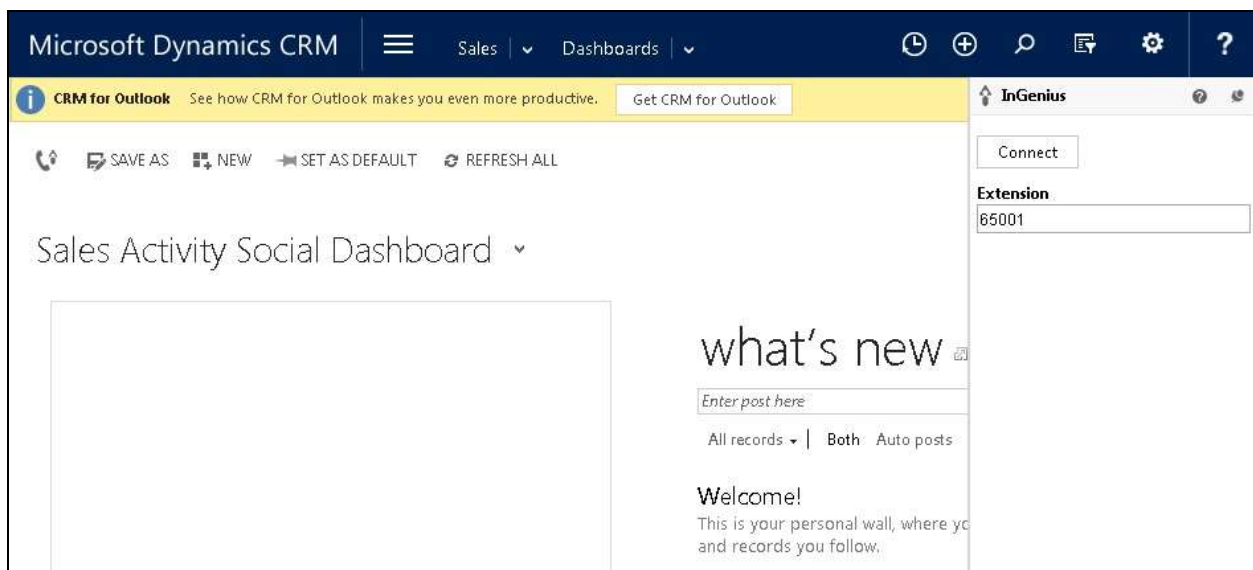 Microsoft Dynamics CRM Sales Dashboards ?
CRM for Outlook See how CRM for Outlook makes you even more productive. Get CRM for Outlook
InGenius
SAVE AS NEW SET AS DEFAULT REFRESH ALL
Connect
Extension
65001
Sales Activity Social Dashboard
what's new
Enter post here
All records Both Auto posts
Welcome!
This is your personal wall, where yo
and records you follow.